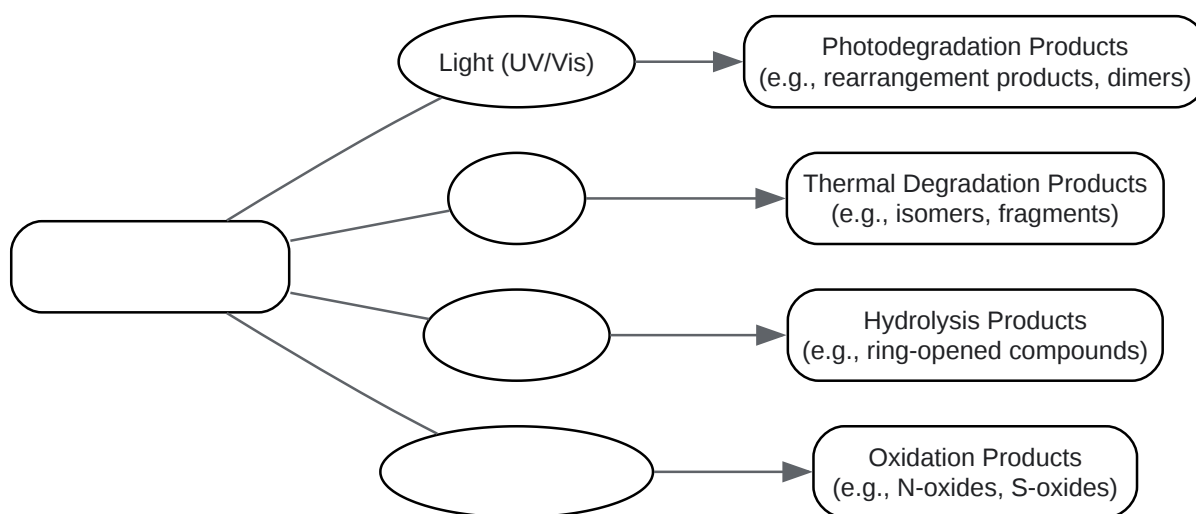 Light (UV/Vis)
Photodegradation Products
(e.g., rearrangement products, dimers)
Thermal Degradation Products
(e.g., isomers, fragments)
Hydrolysis Products
(e.g., ring-opened compounds)
Oxidation Products
(e.g., N-oxides, S-oxides)